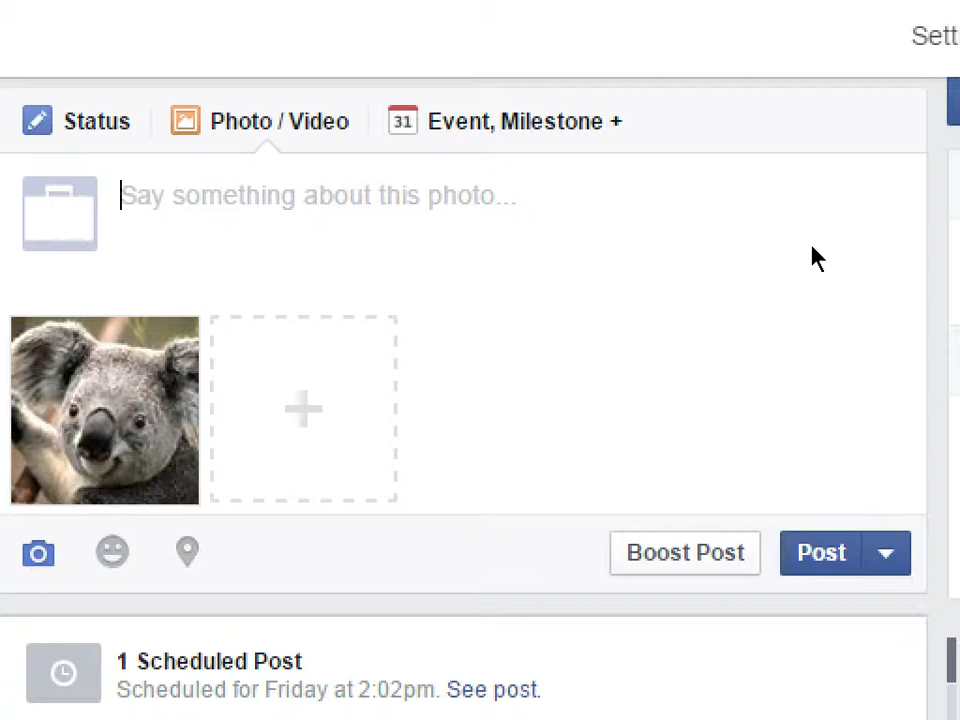 Sett
Status
Photo / Video
31
Event, Milestone +
Say something about this photo...
Boost Post
Post
1 Scheduled Post
Scheduled for Friday at 2:02pm. See post.